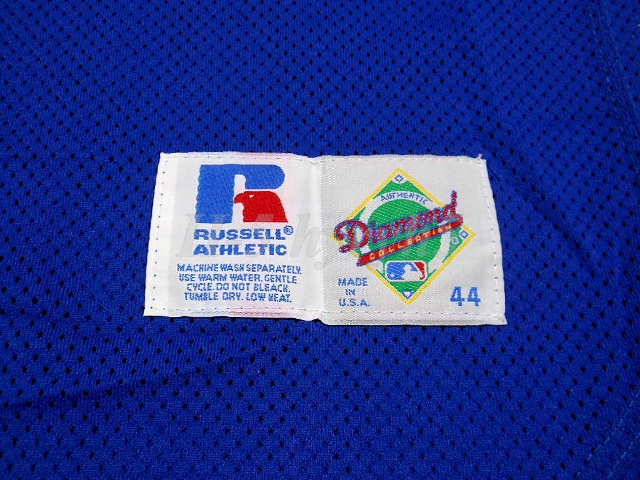 RUSSELL®
ATHLETIC
MACHINE WASH SEPARATELY.
USE WARM WATER. GENTLE
CYCLE. DO NOT BLEACH.
TUMBLE DRY. LOW HEAT.
AUTHENTIC
Diamond
COLLECTION
MADE
IN
U.S.A.
44